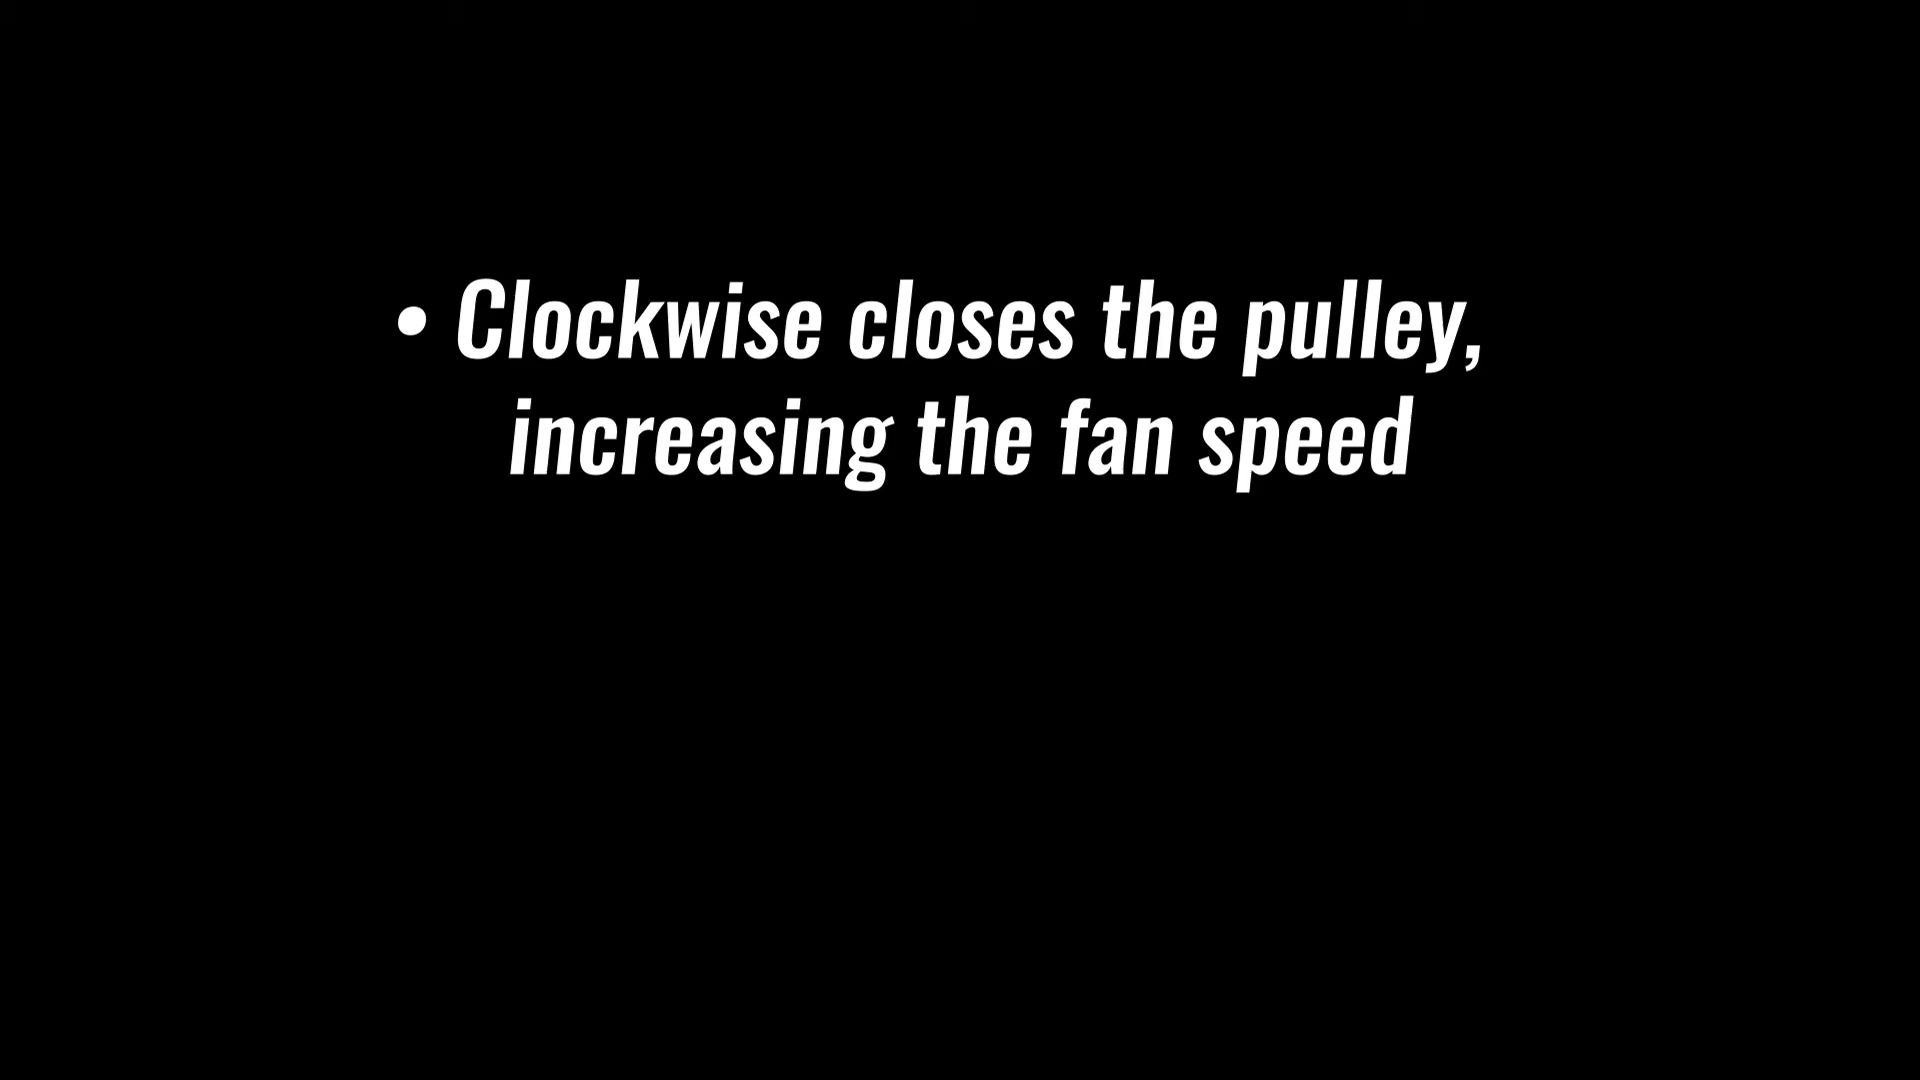 • Clockwise closes the pulley,
increasing the fan speed